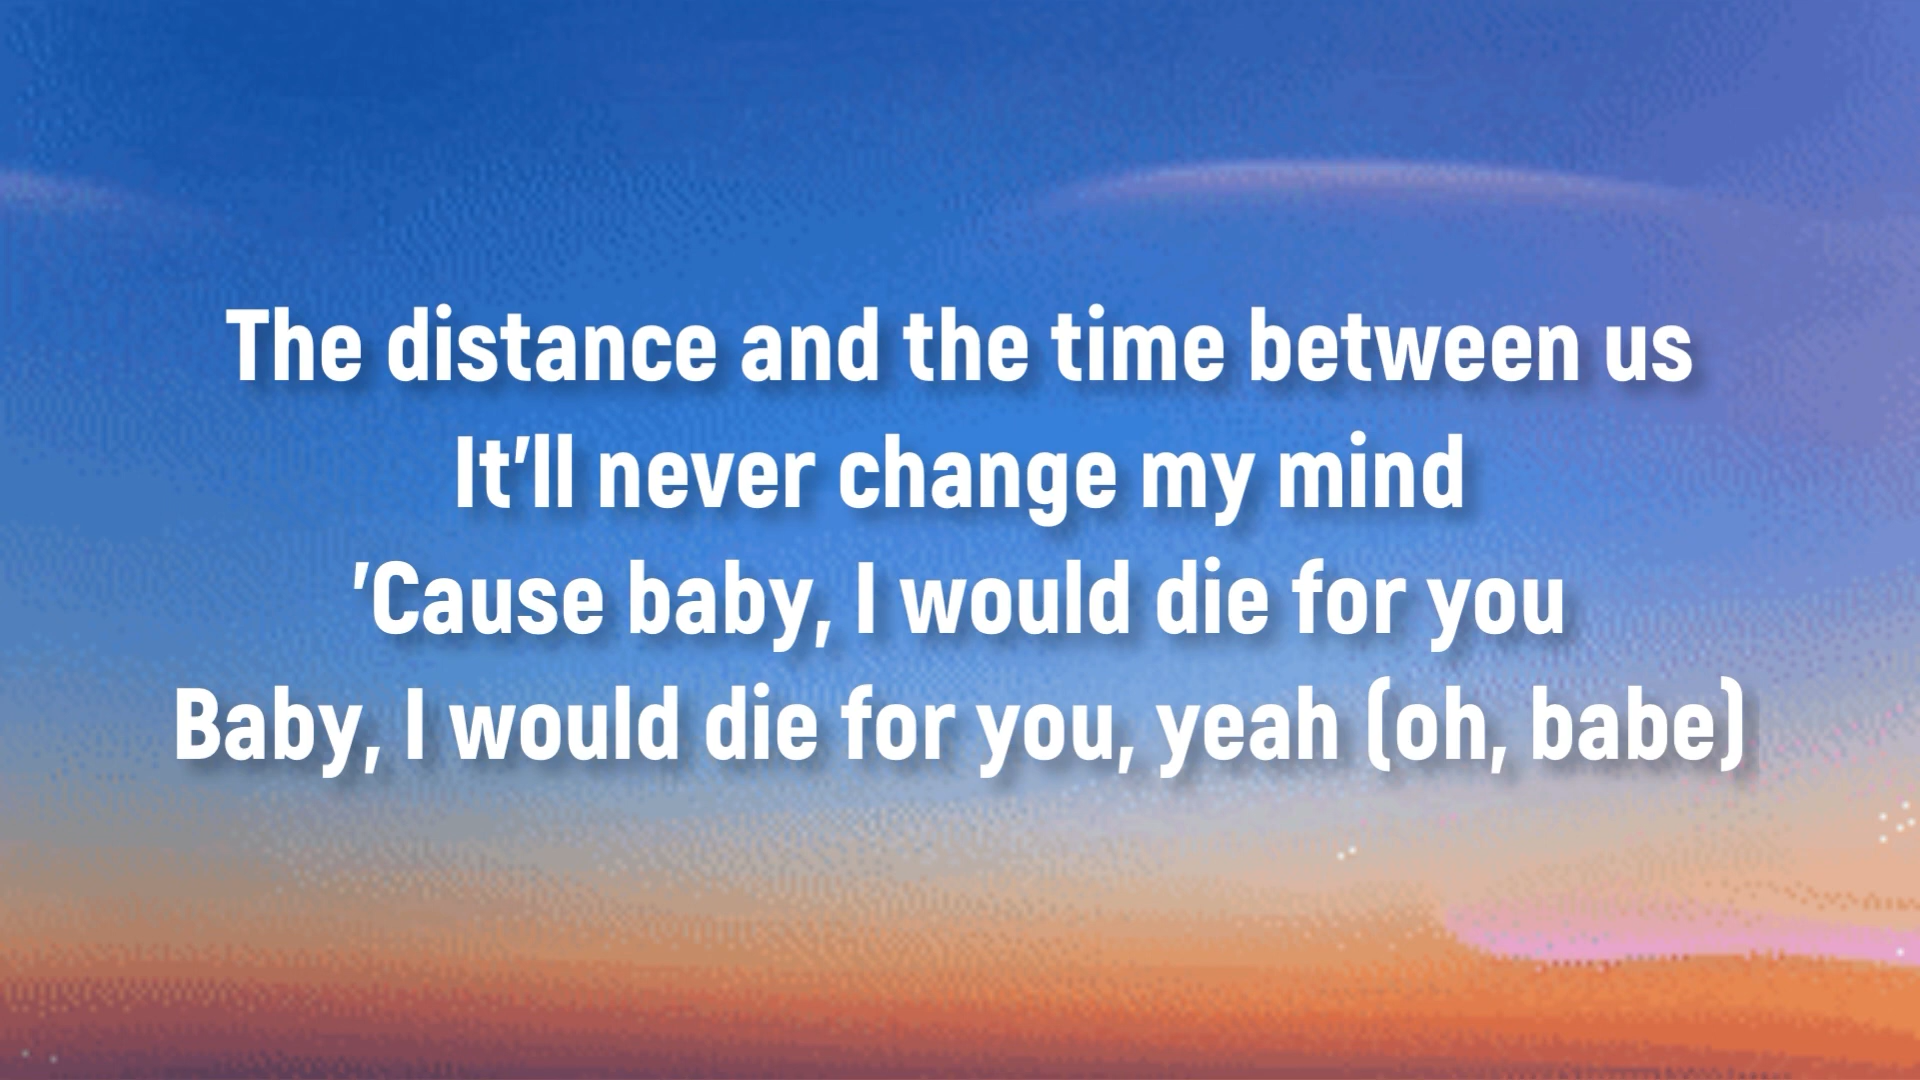 The distance and the time between us
It'll never change my mind
'Cause baby, I would die for you
Baby, I would die for you, yeah (oh, babe)